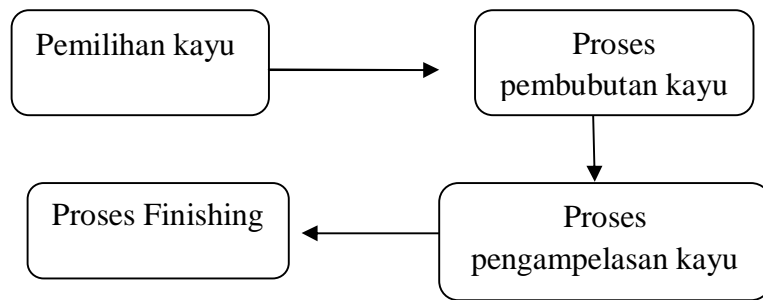 Pemilihan kayu
Proses
pembubutan kayu
Proses
pengampelasan kayu
Proses Finishing